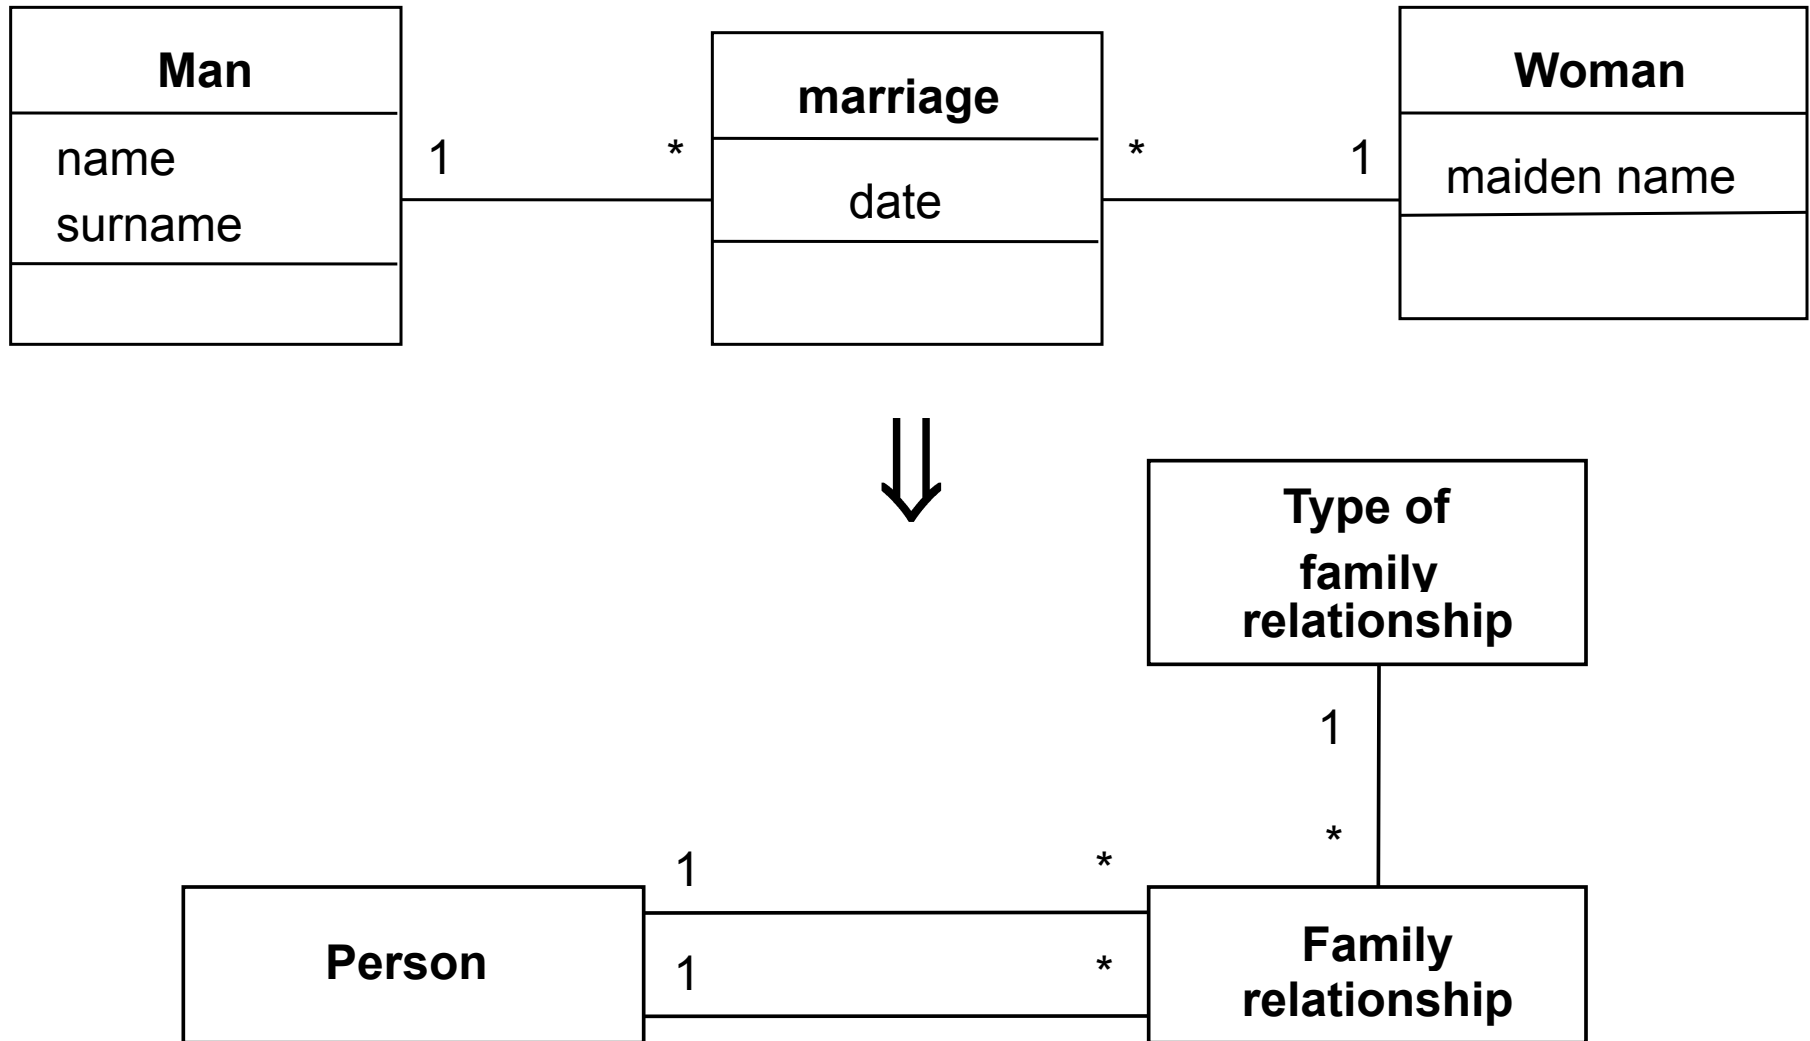 Man
name
surname
1
*
marriage
date
*
1
Woman
maiden name
⇓
Type of
family
relationship
1
*
1
*
Person
1
*
Family
relationship